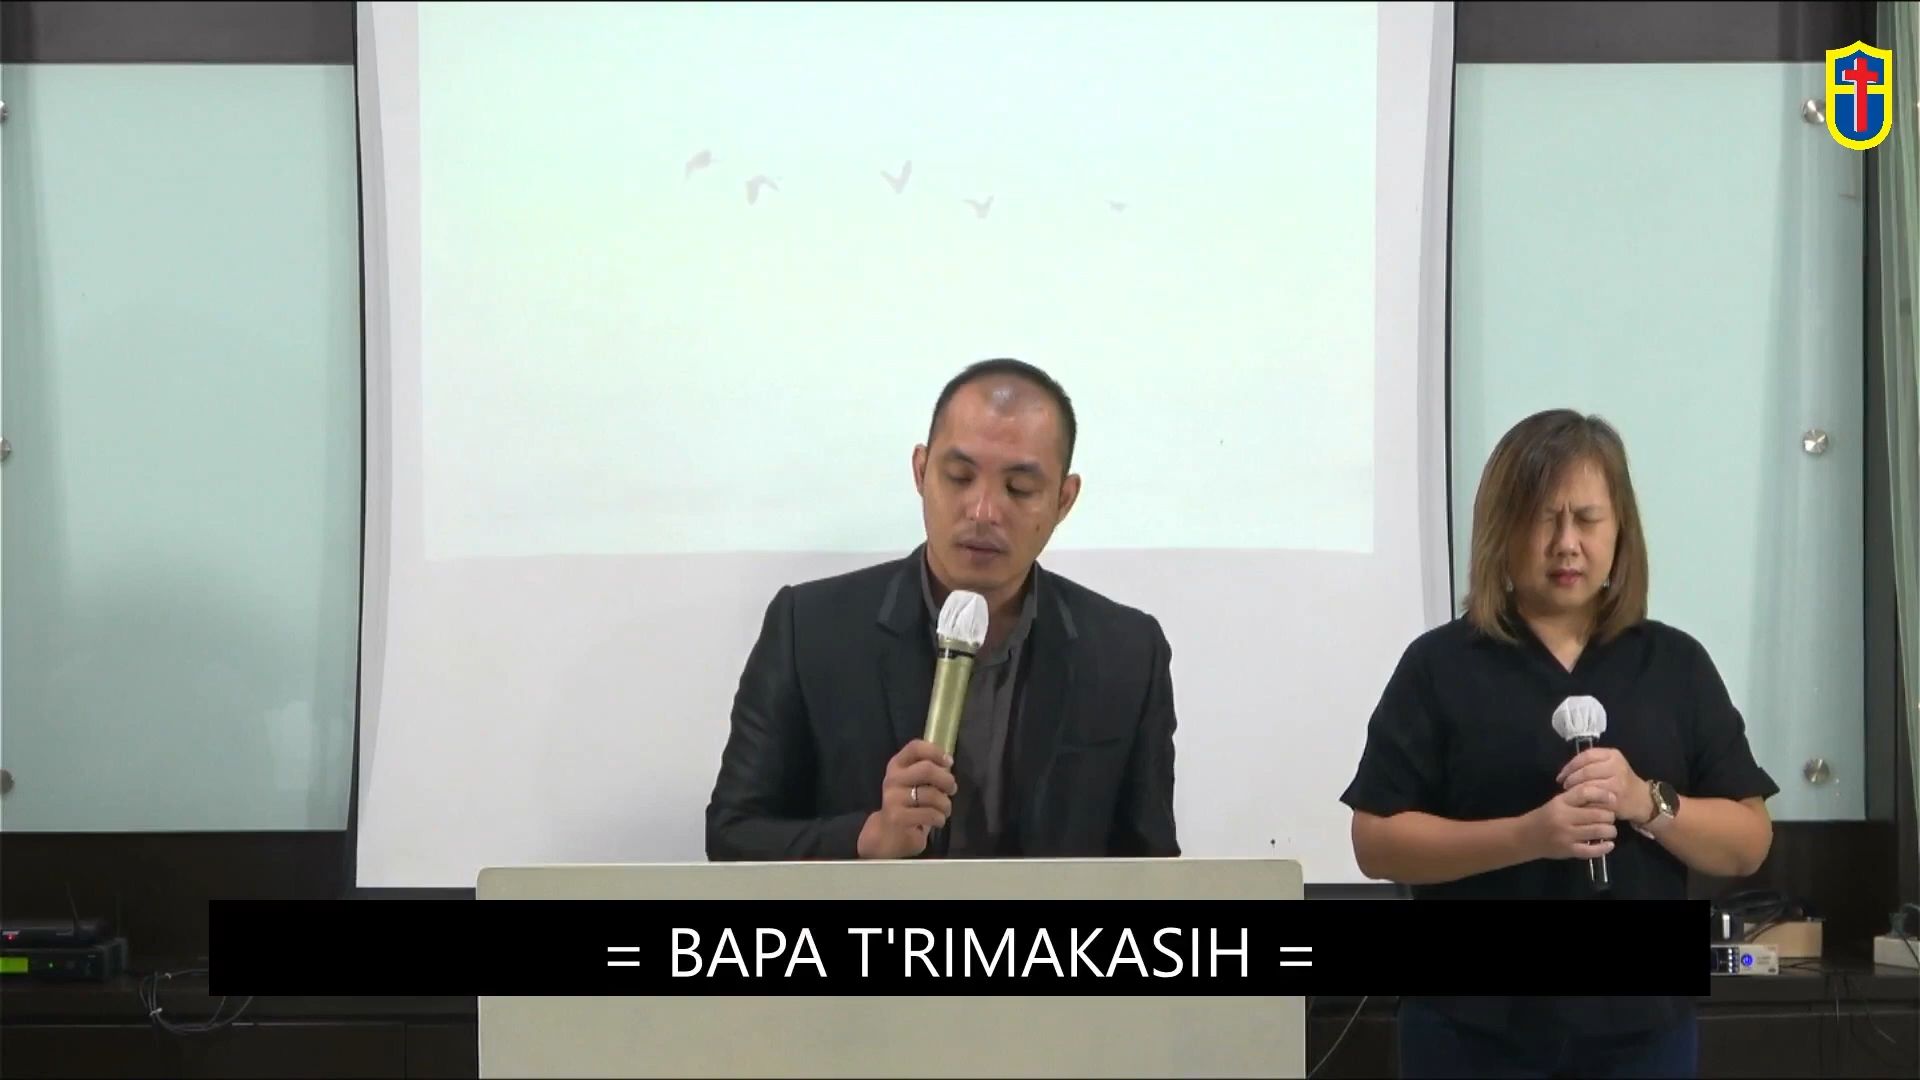 = BAPA T'RIMAKASIH =